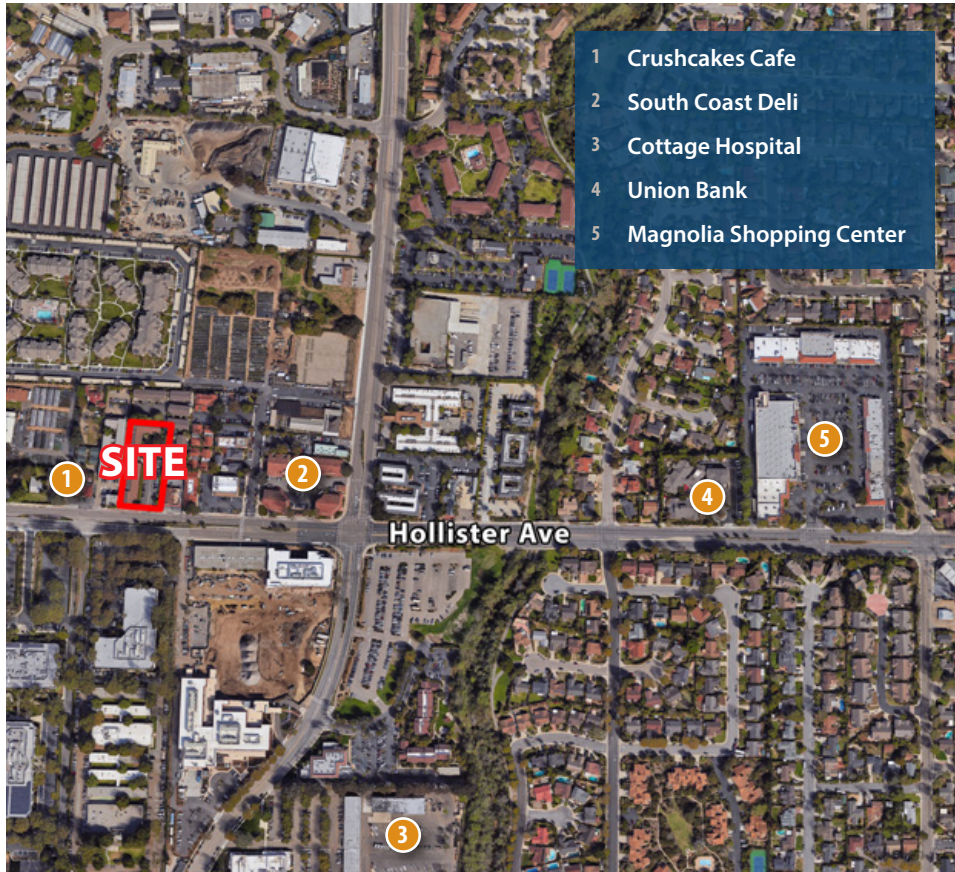 1 Crushcakes Cafe
2 South Coast Deli
3 Cottage Hospital
4 Union Bank
5 Magnolia Shopping Center
5
SITE
1
2
4
Hollister Ave
3